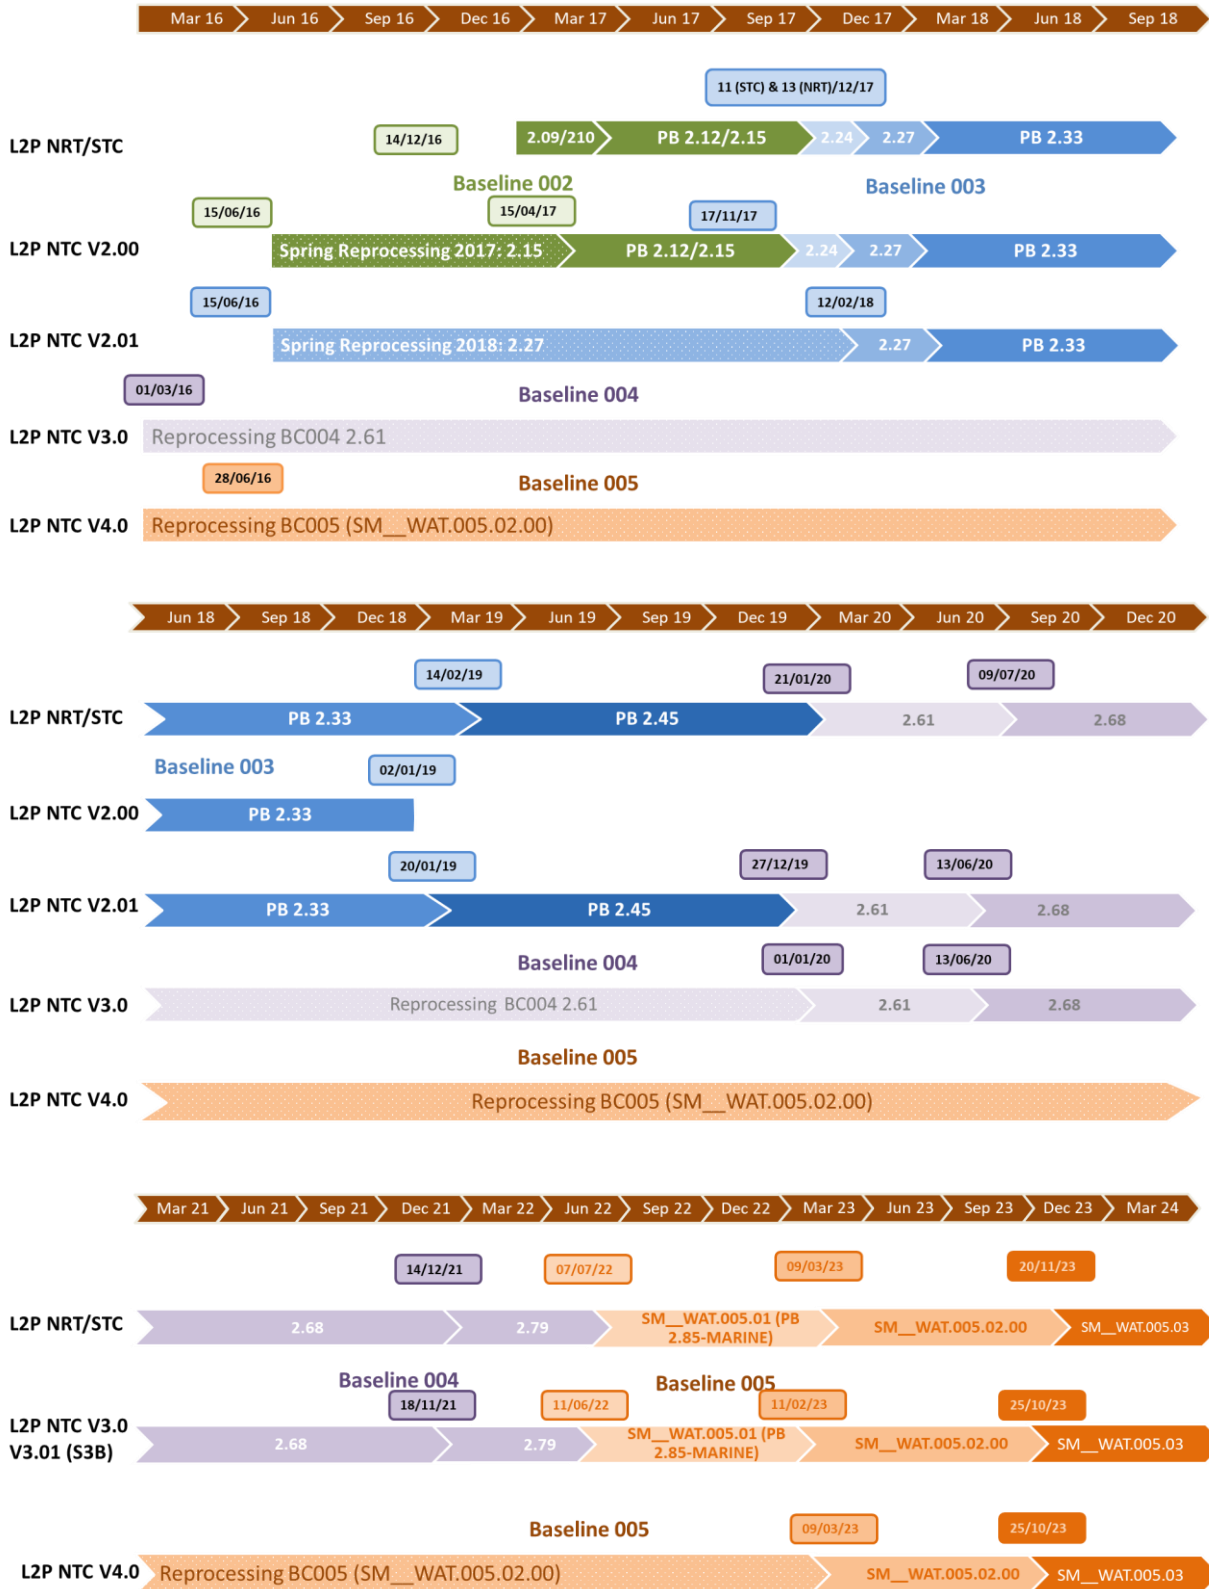 Mar 16 Jun 16 Sep 16 Dec 16 Mar 17 Jun 17 Sep 17 Dec 17 Mar 18 Jun 18 Sep 18
11 (STC) & 13 (NRT)/12/17
14/12/16
L2P NRT/STC 2.09/210 PB 2.12/2.15 2.24 2.27 PB 2.33
Baseline 002 Baseline 003
15/06/16 15/04/17 17/11/17
L2P NTC V2.00 Spring Reprocessing 2017: 2.15 PB 2.12/2.15 2.24 2.27 PB 2.33
15/06/16 12/02/18
L2P NTC V2.01 Spring Reprocessing 2018: 2.27 2.27 PB 2.33
01/03/16 Baseline 004
L2P NTC V3.0 Reprocessing BC004 2.61
28/06/16 Baseline 005
L2P NTC V4.0 Reprocessing BC005 (SM__WAT.005.02.00)
Jun 18 Sep 18 Dec 18 Mar 19 Jun 19 Sep 19 Dec 19 Mar 20 Jun 20 Sep 20 Dec 20
14/02/19 21/01/20 09/07/20
L2P NRT/STC PB 2.33 PB 2.45 2.61 2.68
Baseline 003 02/01/19
L2P NTC V2.00 PB 2.33
20/01/19 27/12/19 13/06/20
L2P NTC V2.01 PB 2.33 PB 2.45 2.61 2.68
Baseline 004 01/01/20 13/06/20
L2P NTC V3.0 Reprocessing BC004 2.61 2.61 2.68
Baseline 005
L2P NTC V4.0 Reprocessing BC005 (SM__WAT.005.02.00)
Mar 21 Jun 21 Sep 21 Dec 21 Mar 22 Jun 22 Sep 22 Dec 22 Mar 23 Jun 23 Sep 23 Dec 23 Mar 24
14/12/21 07/07/22 09/03/23 20/11/23
L2P NRT/STC 2.68 2.79 SM__WAT.005.01 (PB 2.85-MARINE) SM__WAT.005.02.00 SM__WAT.005.03
Baseline 004 Baseline 005
18/11/21 11/06/22 11/02/23 25/10/23
L2P NTC V3.0
V3.01 (S3B) 2.68 2.79 SM__WAT.005.01 (PB 2.85-MARINE) SM__WAT.005.02.00 SM__WAT.005.03
Baseline 005 09/03/23 25/10/23
L2P NTC V4.0 Reprocessing BC005 (SM__WAT.005.02.00) SM__WAT.005.02.00 SM__WAT.005.03